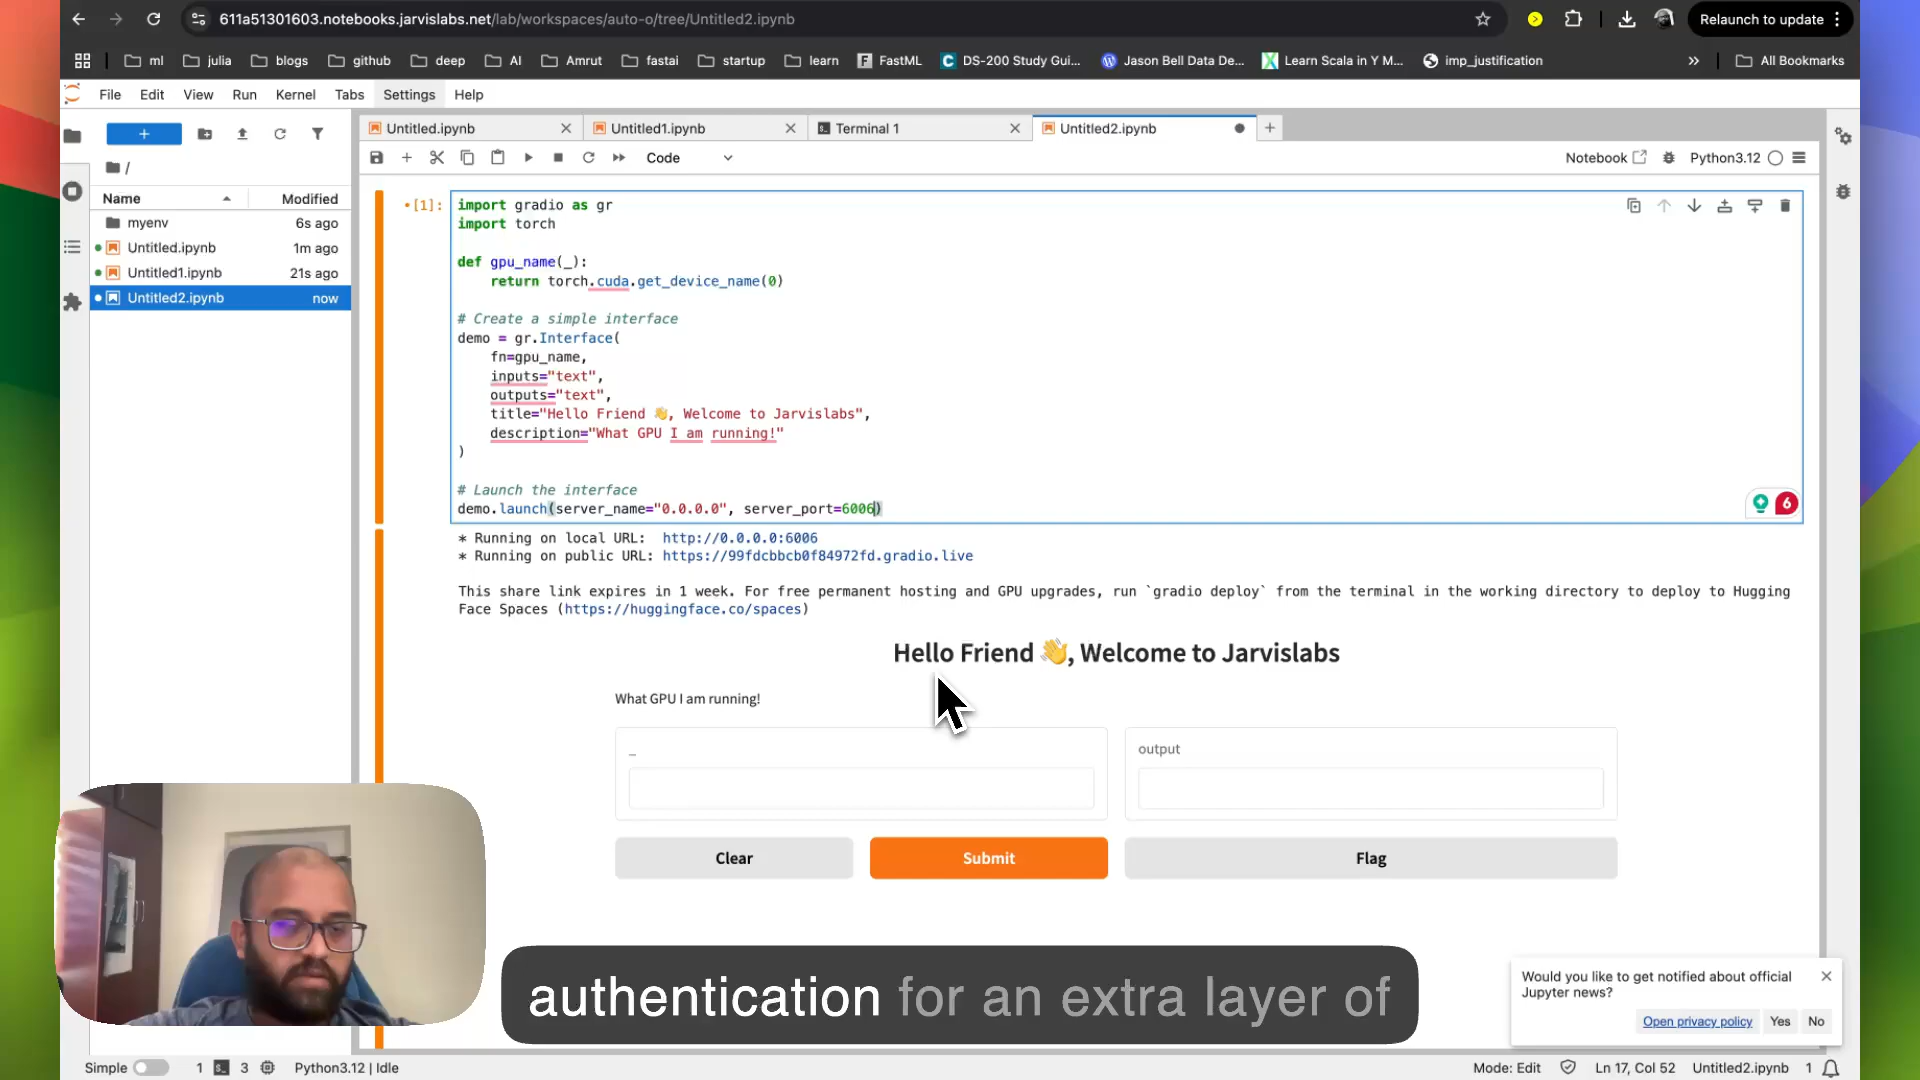 611a51301603.notebooks.jarvislabs.net/lab/workspaces/auto-o/tree/Untitled2.ipynb
Relaunch to update
ml
julia
blogs
github
deep
AI
Amrut
fastai
startup
learn
FastML
DS-200 Study Gui...
Jason Bell Data De...
Learn Scala in Y M...
imp_justification
»
All Bookmarks
File Edit View Run Kernel Tabs Settings Help
Untitled.ipynb
Untitled1.ipynb
Terminal 1
Untitled2.ipynb
Code
Notebook
Python3.12
/
Name Modified
myenv 6s ago
Untitled.ipynb 1m ago
Untitled1.ipynb 21s ago
Untitled2.ipynb now
[1]:
import gradio as gr
import torch
def gpu_name(_):
return torch.cuda.get_device_name(0)
# Create a simple interface
demo = gr.Interface(
fn=gpu_name,
inputs="text",
outputs="text",
title="Hello Friend 👋, Welcome to Jarvislabs",
description="What GPU I am running!"
)
# Launch the interface
demo.launch(server_name="0.0.0.0", server_port=6006)
6
* Running on local URL: http://0.0.0.0:6006
* Running on public URL: https://99fdcbbcb0f84972fd.gradio.live
This share link expires in 1 week. For free permanent hosting and GPU upgrades, run `gradio deploy` from the terminal in the working directory to deploy to Hugging
Face Spaces (https://huggingface.co/spaces)
Hello Friend 👋, Welcome to Jarvislabs
What GPU I am running!
_
output
Clear
Submit
Flag
authentication for an extra layer of
Would you like to get notified about official
Jupyter news?
Open privacy policy Yes No
Simple
1
3
Python3.12 | Idle
Mode: Edit
Ln 17, Col 52
Untitled2.ipynb
1